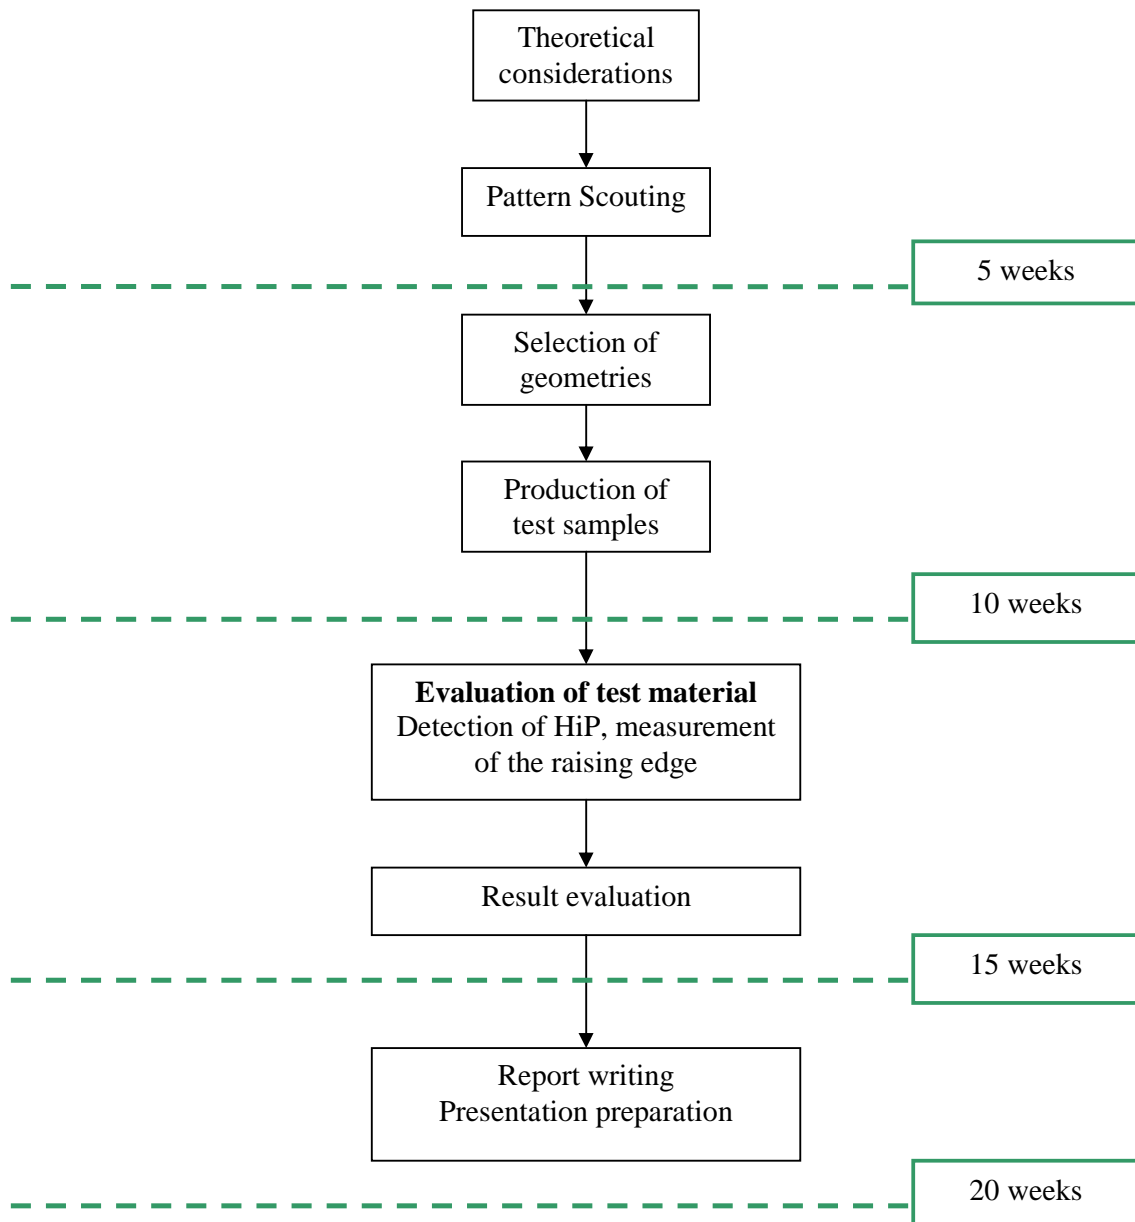 Theoretical
considerations
Pattern Scouting
5 weeks
Selection of
geometries
Production of
test samples
10 weeks
Evaluation of test material
Detection of HiP, measurement
of the raising edge
Result evaluation
15 weeks
Report writing
Presentation preparation
20 weeks